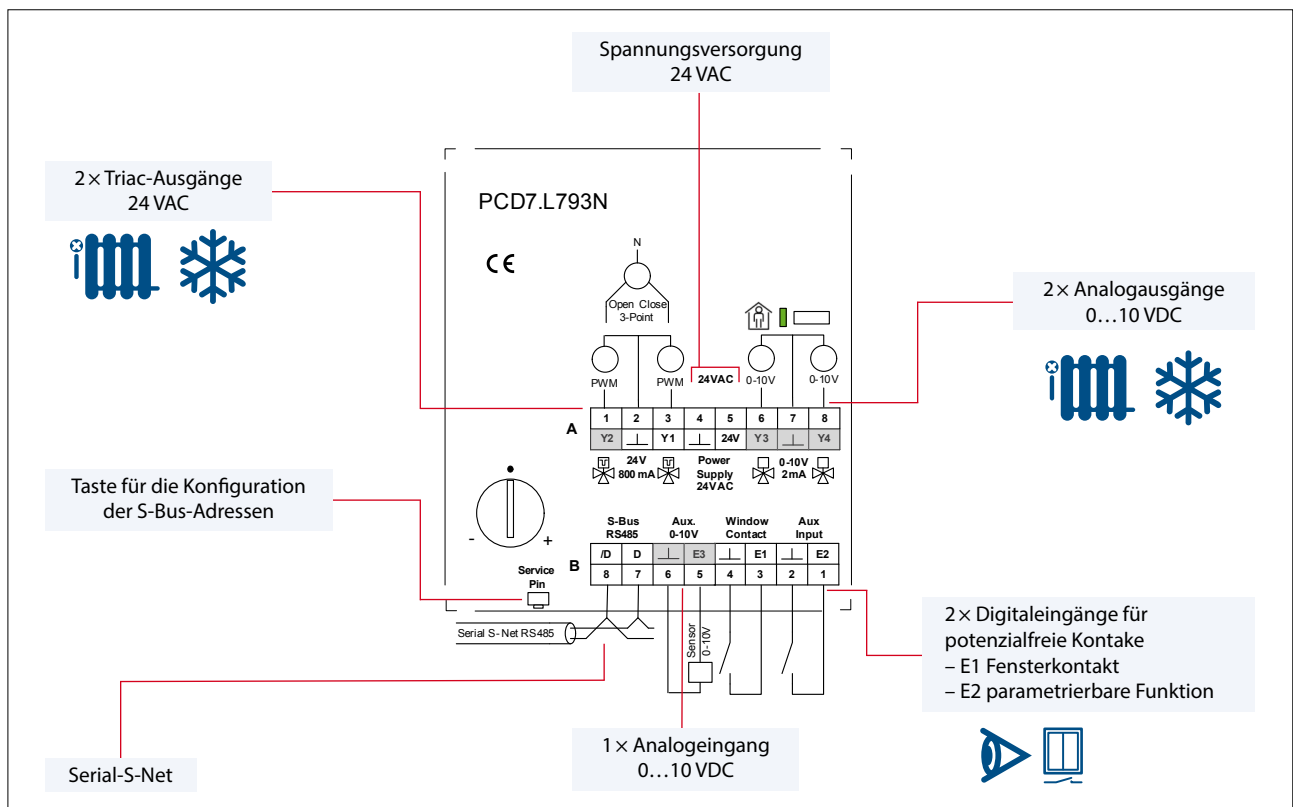 Spannungsversorgung
24 VAC
2 × Triac-Ausgänge
24 VAC
PCD7.L793N
CE
N
Open Close
3-Point
2 × Analogausgänge
0…10 VDC
PWM
PWM
24VAC
0-10V
0-10V
1 2 3 4 5 6 7 8
A
Y2 ⊥ Y1 ⊥ 24V Y3 ⊥ Y4
24V
800 mA
Power
Supply
24VAC
0-10V
2mA
Taste für die Konfiguration
der S-Bus-Adressen
- +
S-Bus
RS485
Aux.
0-10V
Window
Contact
Aux
Input
/D D ⊥ E3 ⊥ E1 ⊥ E2
B
8 7 6 5 4 3 2 1
Service
Pin
Serial S-Net RS485
Sensor
0-10V
2 × Digitaleingänge für
potenzialfreie Kontake
– E1 Fensterkontakt
– E2 parametrierbare Funktion
Serial-S-Net
1 × Analogeingang
0…10 VDC